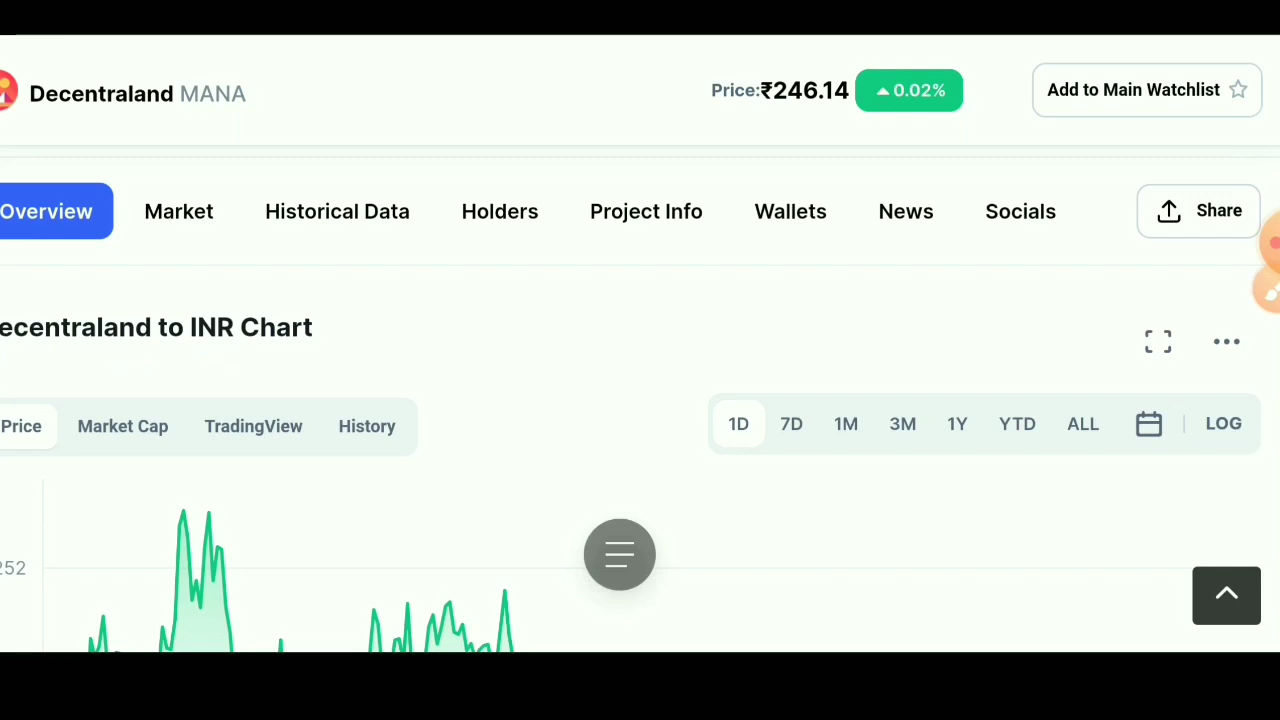 Decentraland MANA
Price:₹246.14 0.02%
Add to Main Watchlist
Overview Market Historical Data Holders Project Info Wallets News Socials Share
ecentraland to INR Chart
Price Market Cap TradingView History
1D 7D 1M 3M 1Y YTD ALL LOG
252